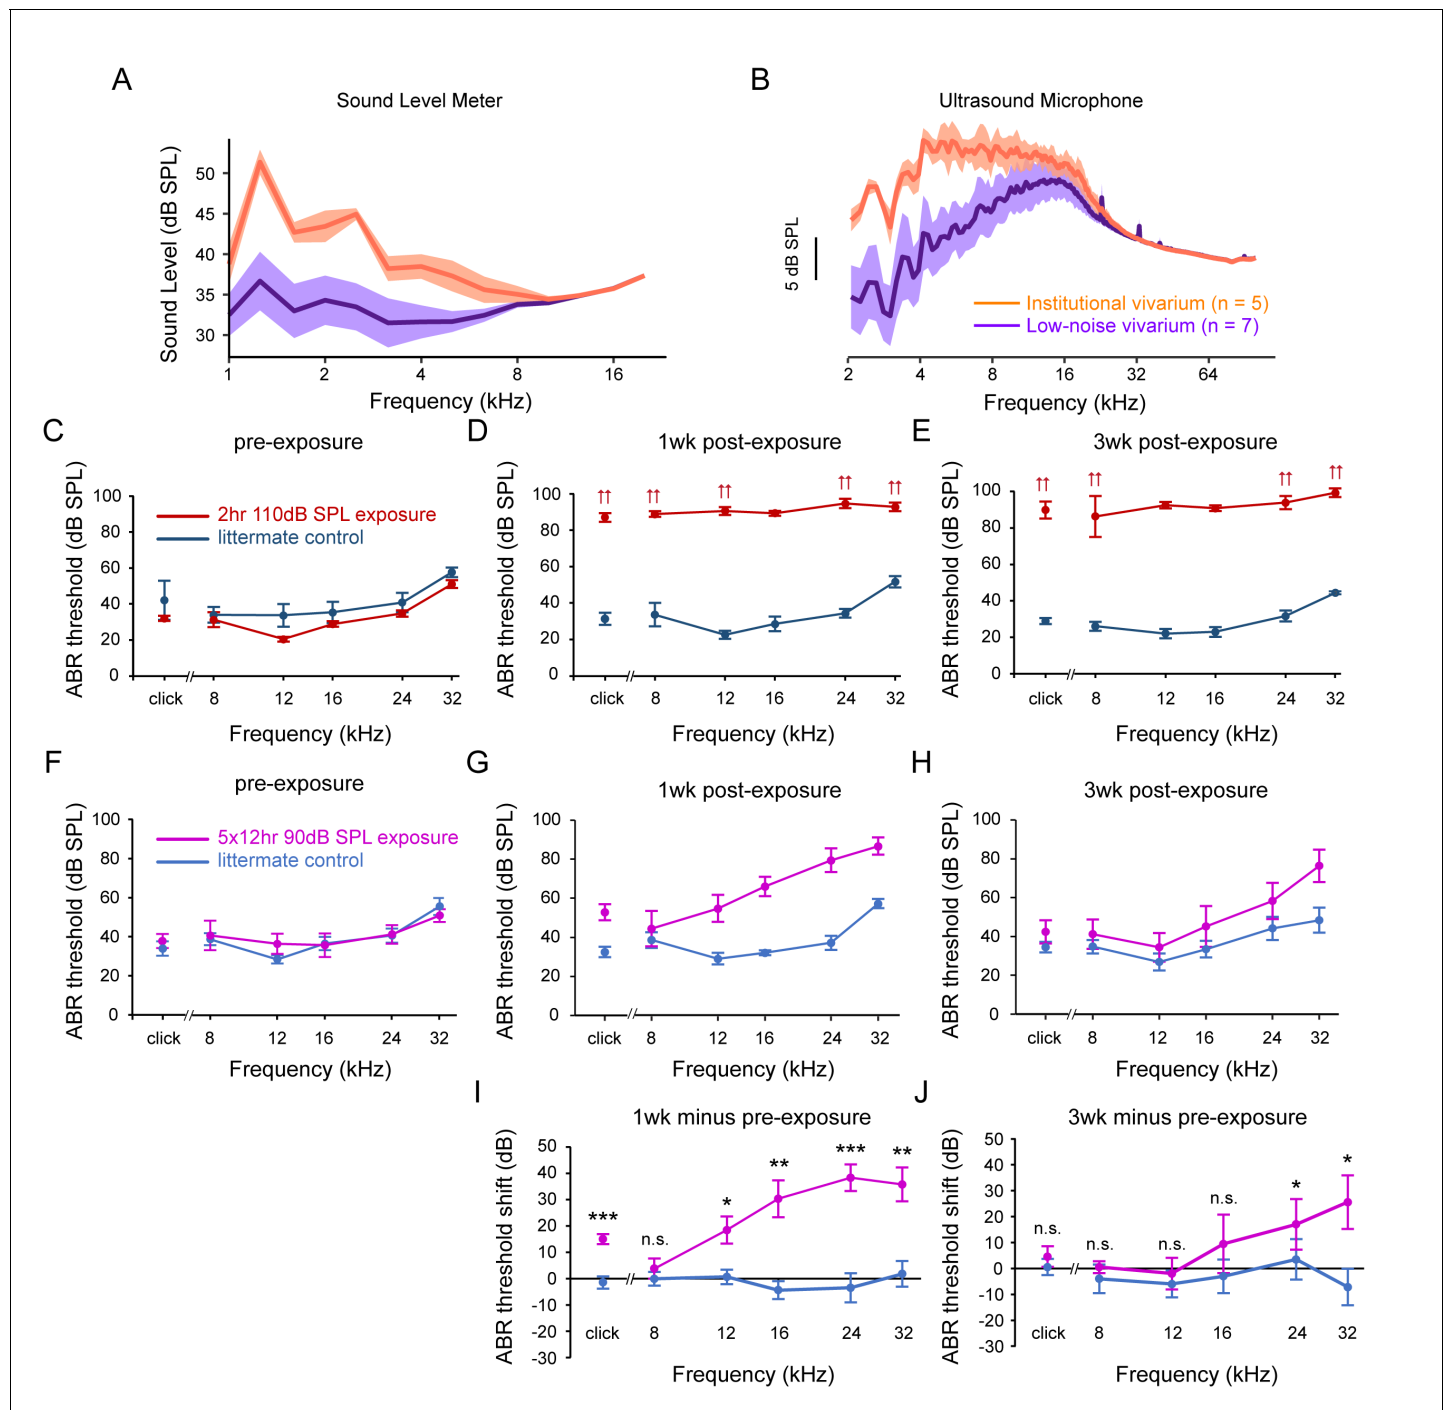 A
Sound Level Meter
Sound Level (dB SPL)
50
45
40
35
30
1
2
4
8
16
Frequency (kHz)
B
Ultrasound Microphone
5 dB SPL
Institutional vivarium (n = 5)
Low-noise vivarium (n = 7)
2
4
8
16
32
64
Frequency (kHz)
C
pre-exposure
ABR threshold (dB SPL)
100
80
60
40
20
0
2hr 110dB SPL exposure
littermate control
click
8
12
16
24
32
Frequency (kHz)
D
1wk post-exposure
ABR threshold (dB SPL)
100
80
60
40
20
0
↑↑
↑↑
↑↑
↑↑
↑↑
click
8
12
16
24
32
Frequency (kHz)
E
3wk post-exposure
ABR threshold (dB SPL)
100
80
60
40
20
0
↑↑
↑↑
↑↑
↑↑
click
8
12
16
24
32
Frequency (kHz)
F
pre-exposure
ABR threshold (dB SPL)
100
80
60
40
20
0
5x12hr 90dB SPL exposure
littermate control
click
8
12
16
24
32
Frequency (kHz)
G
1wk post-exposure
ABR threshold (dB SPL)
100
80
60
40
20
0
click
8
12
16
24
32
Frequency (kHz)
H
3wk post-exposure
ABR threshold (dB SPL)
100
80
60
40
20
0
click
8
12
16
24
32
Frequency (kHz)
I
1wk minus pre-exposure
ABR threshold shift (dB)
50
40
30
20
10
0
-10
-20
-30
***
n.s.
*
**
***
**
click
8
12
16
24
32
Frequency (kHz)
J
3wk minus pre-exposure
ABR threshold shift (dB)
50
40
30
20
10
0
-10
-20
-30
n.s.
n.s.
n.s.
n.s.
*
*
click
8
12
16
24
32
Frequency (kHz)